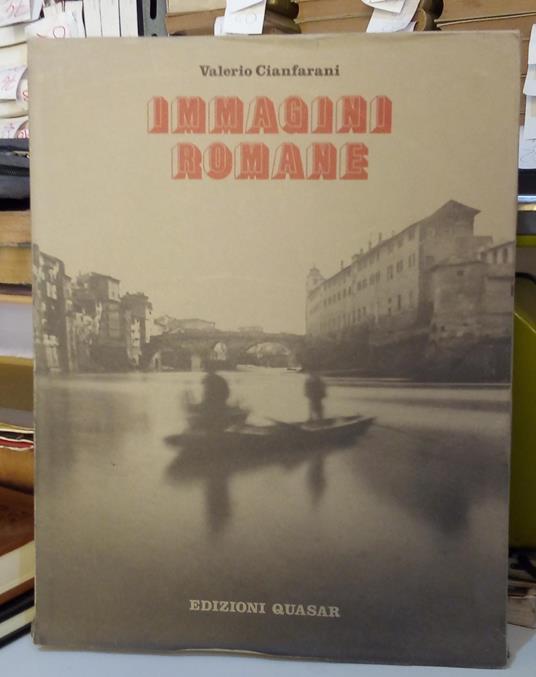 Valerio Cianfarani
IMMAGINI
ROMANE
EDIZIONI QUASAR